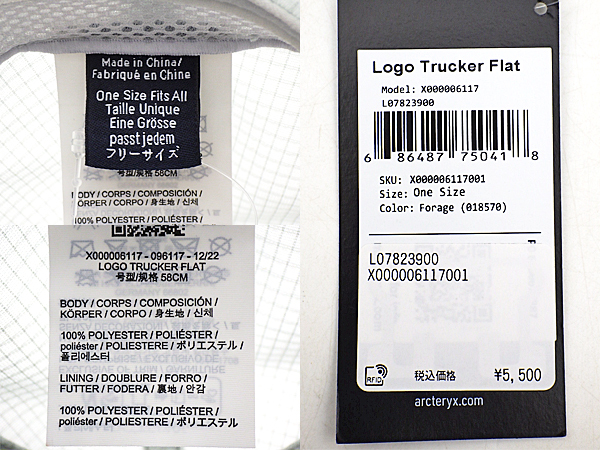 Made in China/
Fabriqué en Chine
One Size Fits All
Taille Unique
Eine Grösse
passt jedem
フリーサイズ
号型/规格 58CM
BODY / CORPS / COMPOSICIÓN /
KÖRPER / CORPO / 身生地 / 신체
100% POLYESTER / POLIÉSTER /
X000006117 - 096117 - 12/22
LOGO TRUCKER FLAT
号型/规格 58CM
BODY / CORPS / COMPOSICIÓN /
KÖRPER / CORPO / 身生地 / 신체
100% POLYESTER / POLIÉSTER /
poliéster / POLIESTERE / ポリエステル /
폴리에스터
LINING / DOUBLURE / FORRO /
FUTTER / FODERA / 裏地 / 안감
100% POLYESTER / POLIÉSTER /
poliéster / POLIESTERE / ポリエステル
Logo Trucker Flat
Model: X000006117
L07823900
6 86487 75041 8
SKU: X000006117001
Size: One Size
Color: Forage (018570)
L07823900
X000006117001
RFID
税込価格 ¥5,500
arcteryx.com